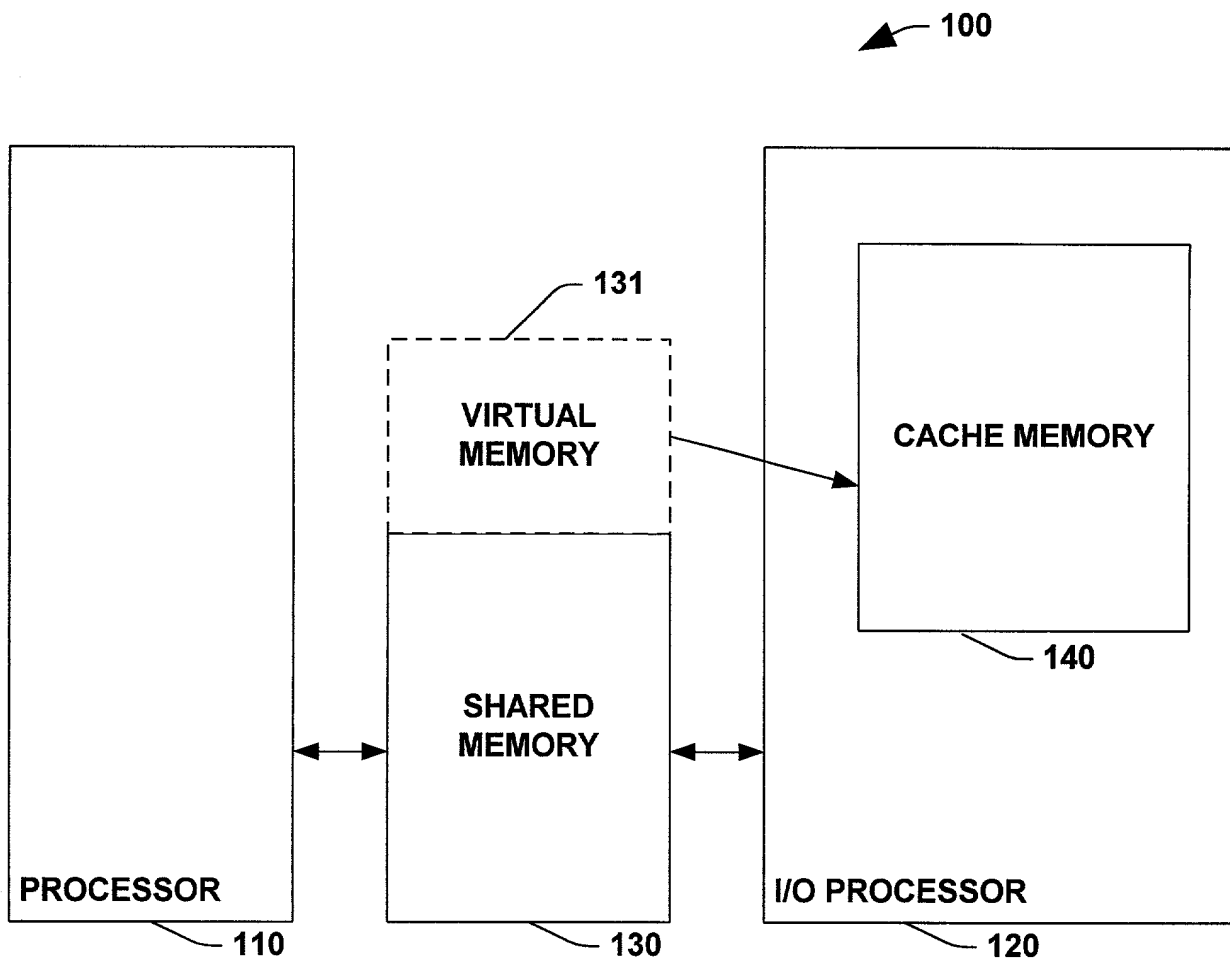 100
131
VIRTUAL
MEMORY
CACHE MEMORY
140
SHARED
MEMORY
PROCESSOR
I/O PROCESSOR
110
130
120